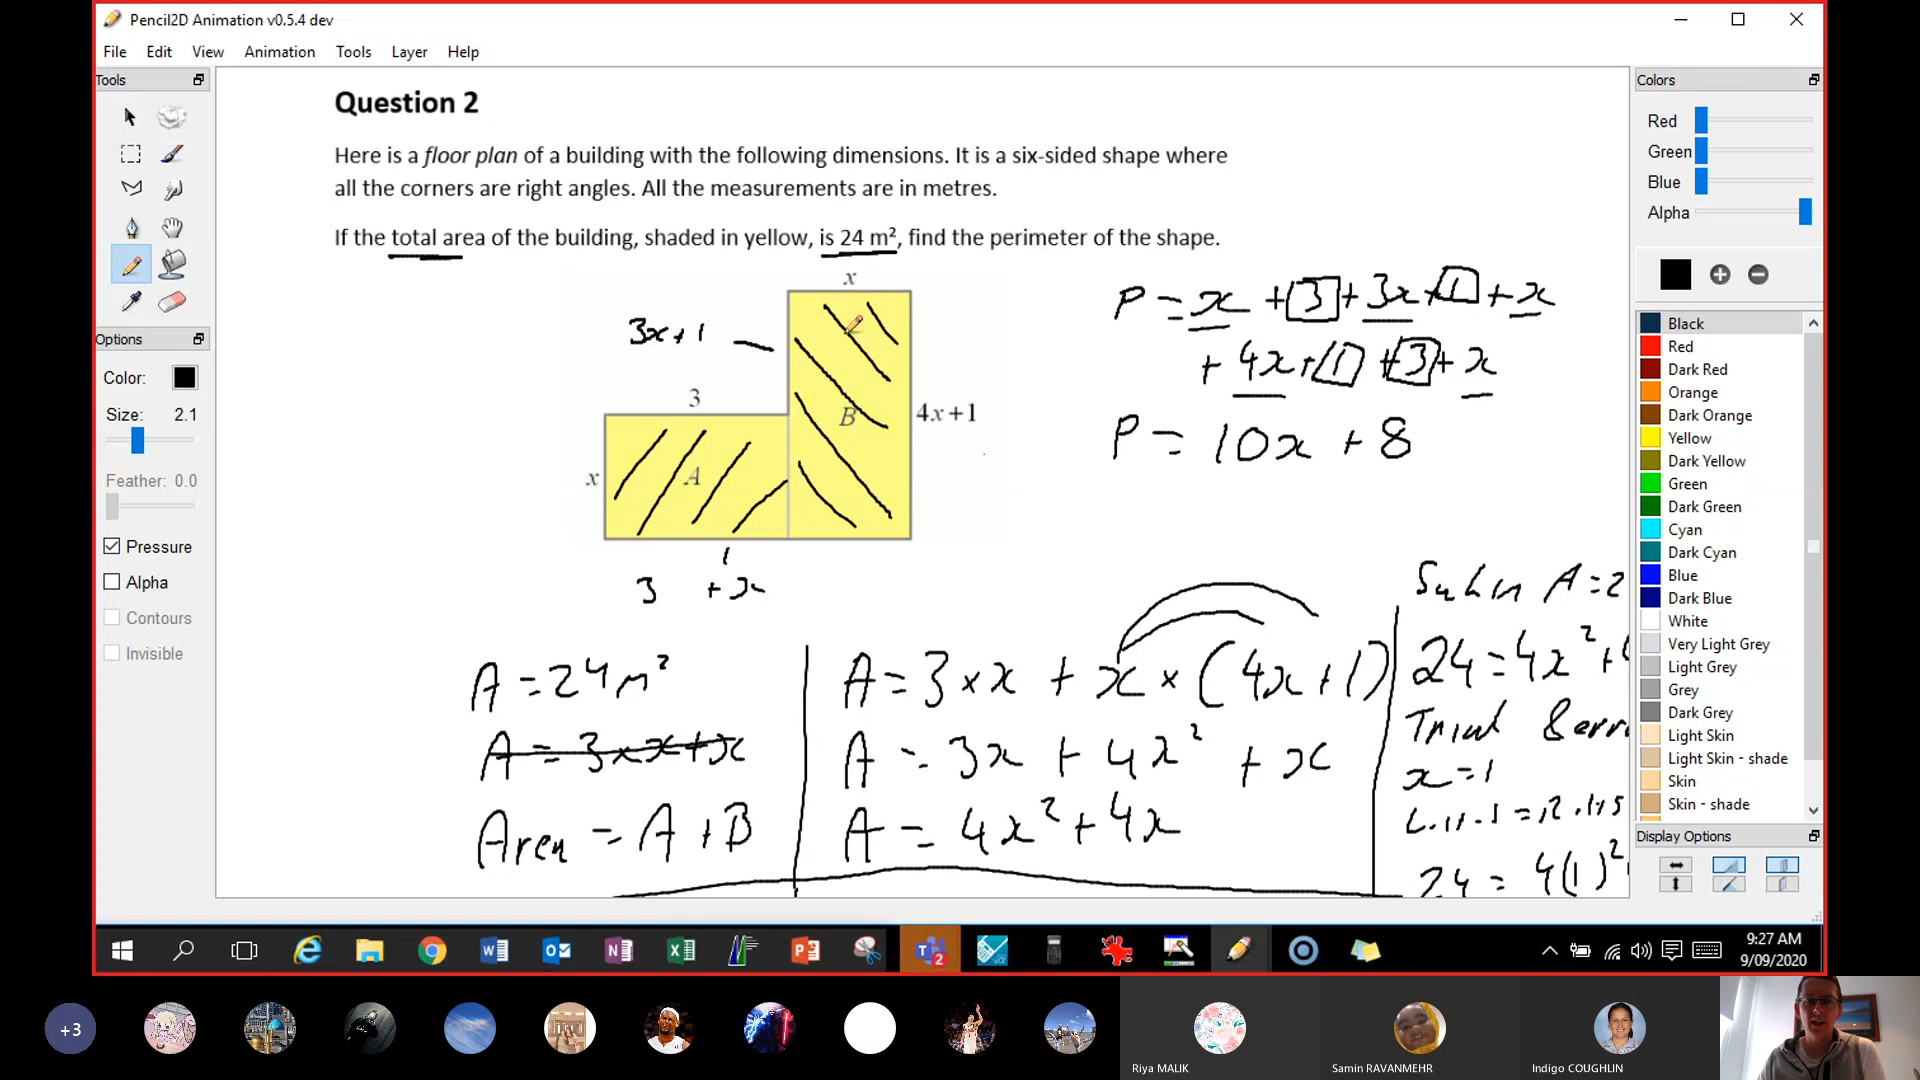 Pencil2D Animation v0.5.4 dev
File Edit View Animation Tools Layer Help
Tools
Options
Color:
Size: 2.1
Feather: 0.0
Pressure
Alpha
Contours
Invisible
Question 2
Here is a floor plan of a building with the following dimensions. It is a six-sided shape where
all the corners are right angles. All the measurements are in metres.
If the total area of the building, shaded in yellow, is 24 m², find the perimeter of the shape.
x
3x+1
3
B
4x+1
x
A
3 + x
P = x + 3 + 3x + 1 + x
+ 4x + 1 + 3 + x
P = 10x + 8
A = 24m²
A = 3 × x + x
Area = A + B
A = 3 × x + x × (4x + 1)
A = 3x + 4x² + x
A = 4x² + 4x
Sub in A = 2
24 = 4x² +
Trial & err
x = 1
24 = 4(1)²
Colors
Red
Green
Blue
Alpha
Black
Red
Dark Red
Orange
Dark Orange
Yellow
Dark Yellow
Green
Dark Green
Cyan
Dark Cyan
Blue
Dark Blue
White
Very Light Grey
Light Grey
Grey
Dark Grey
Light Skin
Light Skin - shade
Skin
Skin - shade
Display Options
9:27 AM
9/09/2020
+3
Riya MALIK
Samin RAVANMEHR
Indigo COUGHLIN